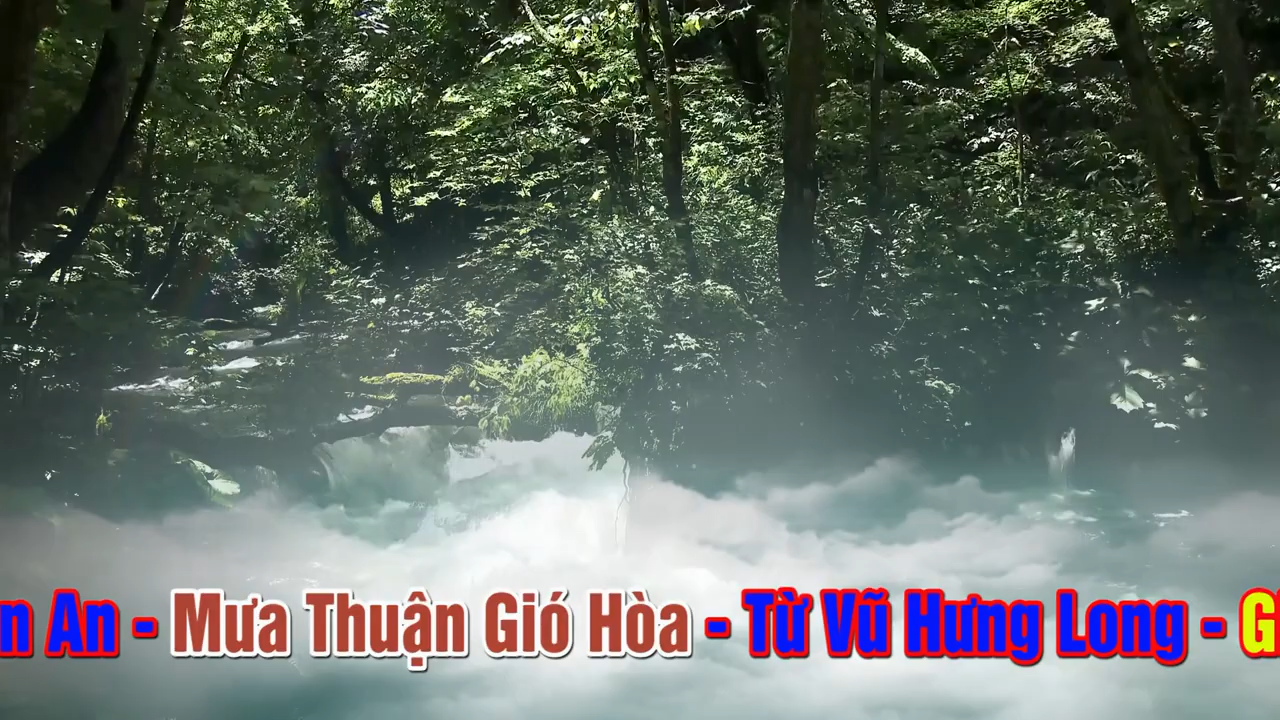 n An - Mưa Thuận Gió Hòa - Từ Vũ Hưng Long - G